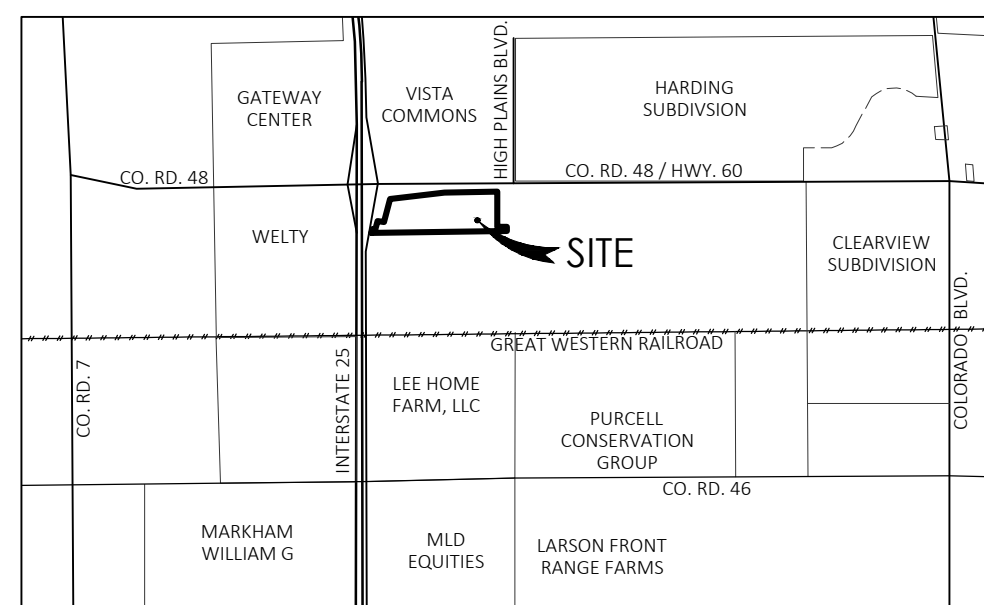 HIGH PLAINS BLVD.
GATEWAY
CENTER
VISTA
COMMONS
HARDING
SUBDIVSION
CO. RD. 48
CO. RD. 48 / HWY. 60
WELTY
SITE
CLEARVIEW
SUBDIVISION
COLORADO BLVD.
GREAT WESTERN RAILROAD
CO. RD. 7
INTERSTATE 25
LEE HOME
FARM, LLC
PURCELL
CONSERVATION
GROUP
CO. RD. 46
MARKHAM
WILLIAM G
MLD
EQUITIES
LARSON FRONT
RANGE FARMS